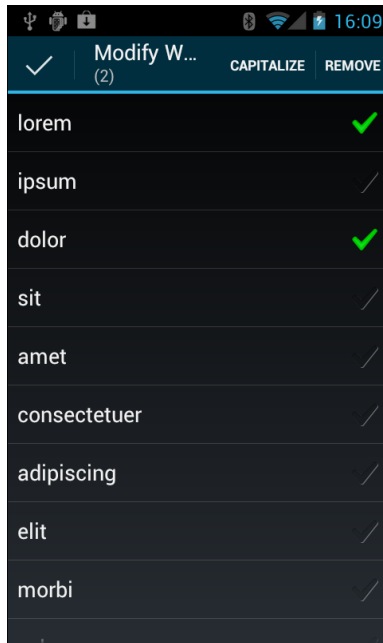 16:09
Modify W...
(2)
CAPITALIZE
REMOVE
lorem
ipsum
dolor
sit
amet
consectetuer
adipiscing
elit
morbi